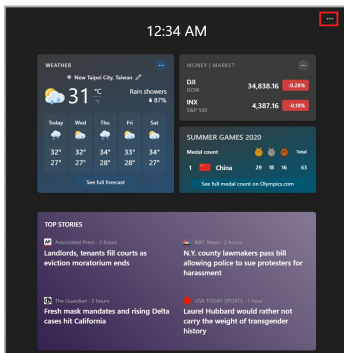 12:34 AM
WEATHER
New Taipei City, Taiwan
31 °C
°F
Rain showers
87%
Today Wed Thu Fri Sat
32° 32° 34° 33° 34°
27° 27° 28° 28° 27°
See full forecast
MONEY | MARKET
DJI
DOW
34,838.16 -0.28%
INX
S&P 500
4,387.16 -0.18%
SUMMER GAMES 2020
Medal count Total
1 China 29 18 16 63
See full medal count on Olympics.com
TOP STORIES
AP Associated Press · 2 hours
Landlords, tenants fill courts as
eviction moratorium ends
NBC News · 2 hours
N.Y. county lawmakers pass bill
allowing police to sue protesters for
harassment
The Guardian · 2 hours
Fresh mask mandates and rising Delta
cases hit California
USA TODAY SPORTS · 1 hour
Laurel Hubbard would rather not
carry the weight of transgender
history